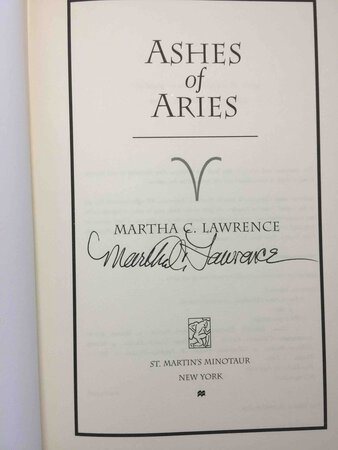 ASHES
of
ARIES
MARTHA C. LAWRENCE
Martha C. Lawrence
ST. MARTIN'S MINOTAUR
NEW YORK